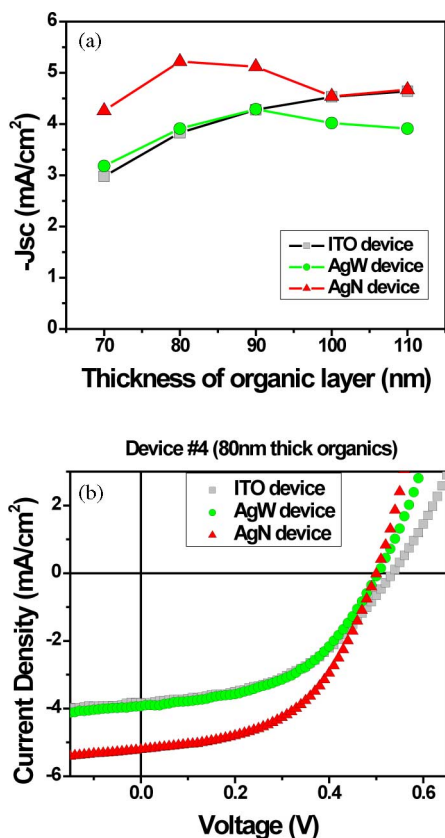 (a)
6
5
4
3
2
1
0
-Jsc (mA/cm²)
ITO device
AgW device
AgN device
70 80 90 100 110
Thickness of organic layer (nm)
Device #4 (80nm thick organics)
(b)
ITO device
AgW device
AgN device
2
0
-2
-4
-6
Current Density (mA/cm²)
0.0 0.2 0.4 0.6
Voltage (V)